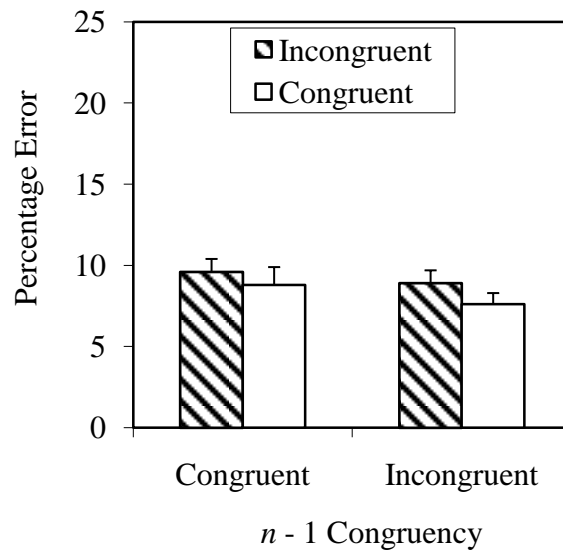 25
20
15
10
5
0
Percentage Error
Incongruent
Congruent
Congruent
Incongruent
n - 1 Congruency